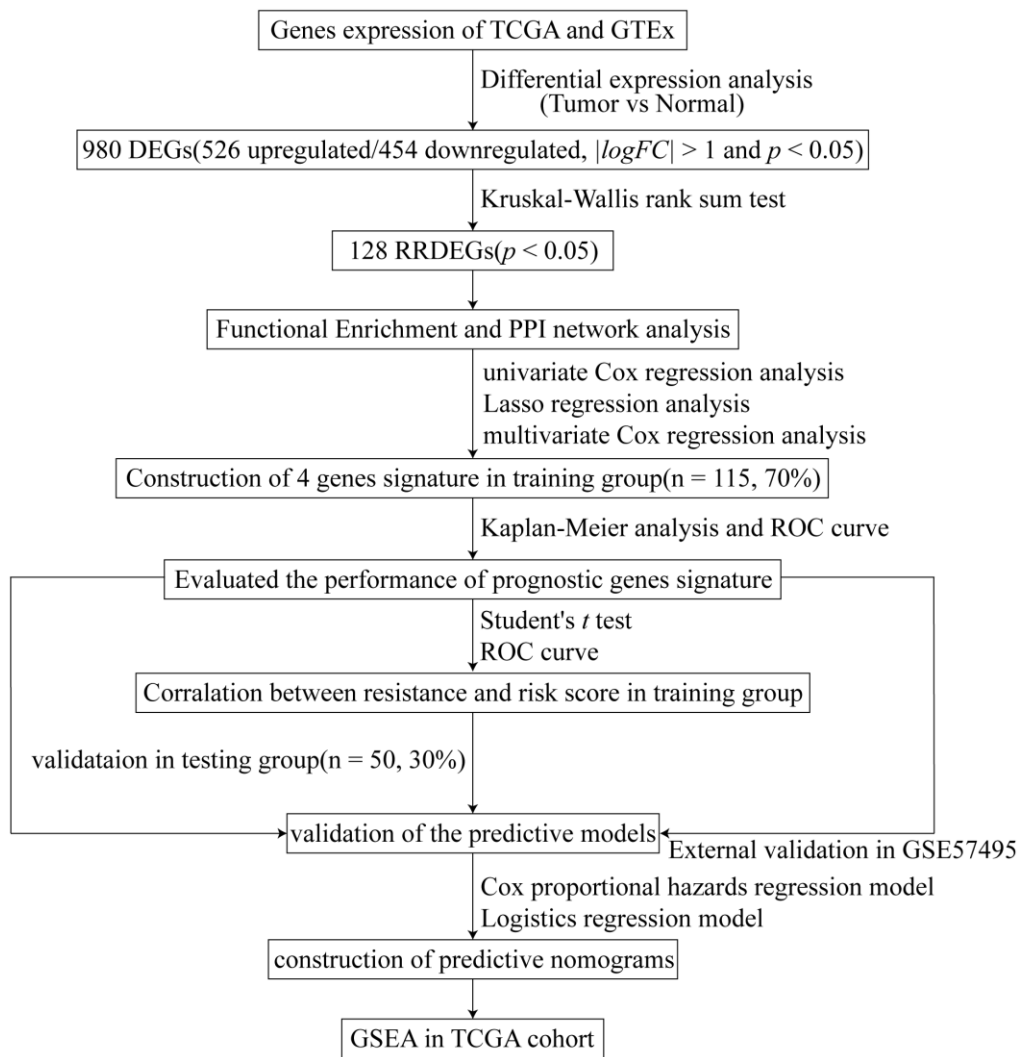 Genes expression of TCGA and GTEx
Differential expression analysis
(Tumor vs Normal)
980 DEGs(526 upregulated/454 downregulated, |logFC| > 1 and p < 0.05)
Kruskal-Wallis rank sum test
128 RRDEGs(p < 0.05)
Functional Enrichment and PPI network analysis
univariate Cox regression analysis
Lasso regression analysis
multivariate Cox regression analysis
Construction of 4 genes signature in training group(n = 115, 70%)
Kaplan-Meier analysis and ROC curve
Evaluated the performance of prognostic genes signature
Student's t test
ROC curve
Corralation between resistance and risk score in training group
validataion in testing group(n = 50, 30%)
validation of the predictive models
External validation in GSE57495
Cox proportional hazards regression model
Logistics regression model
construction of predictive nomograms
GSEA in TCGA cohort